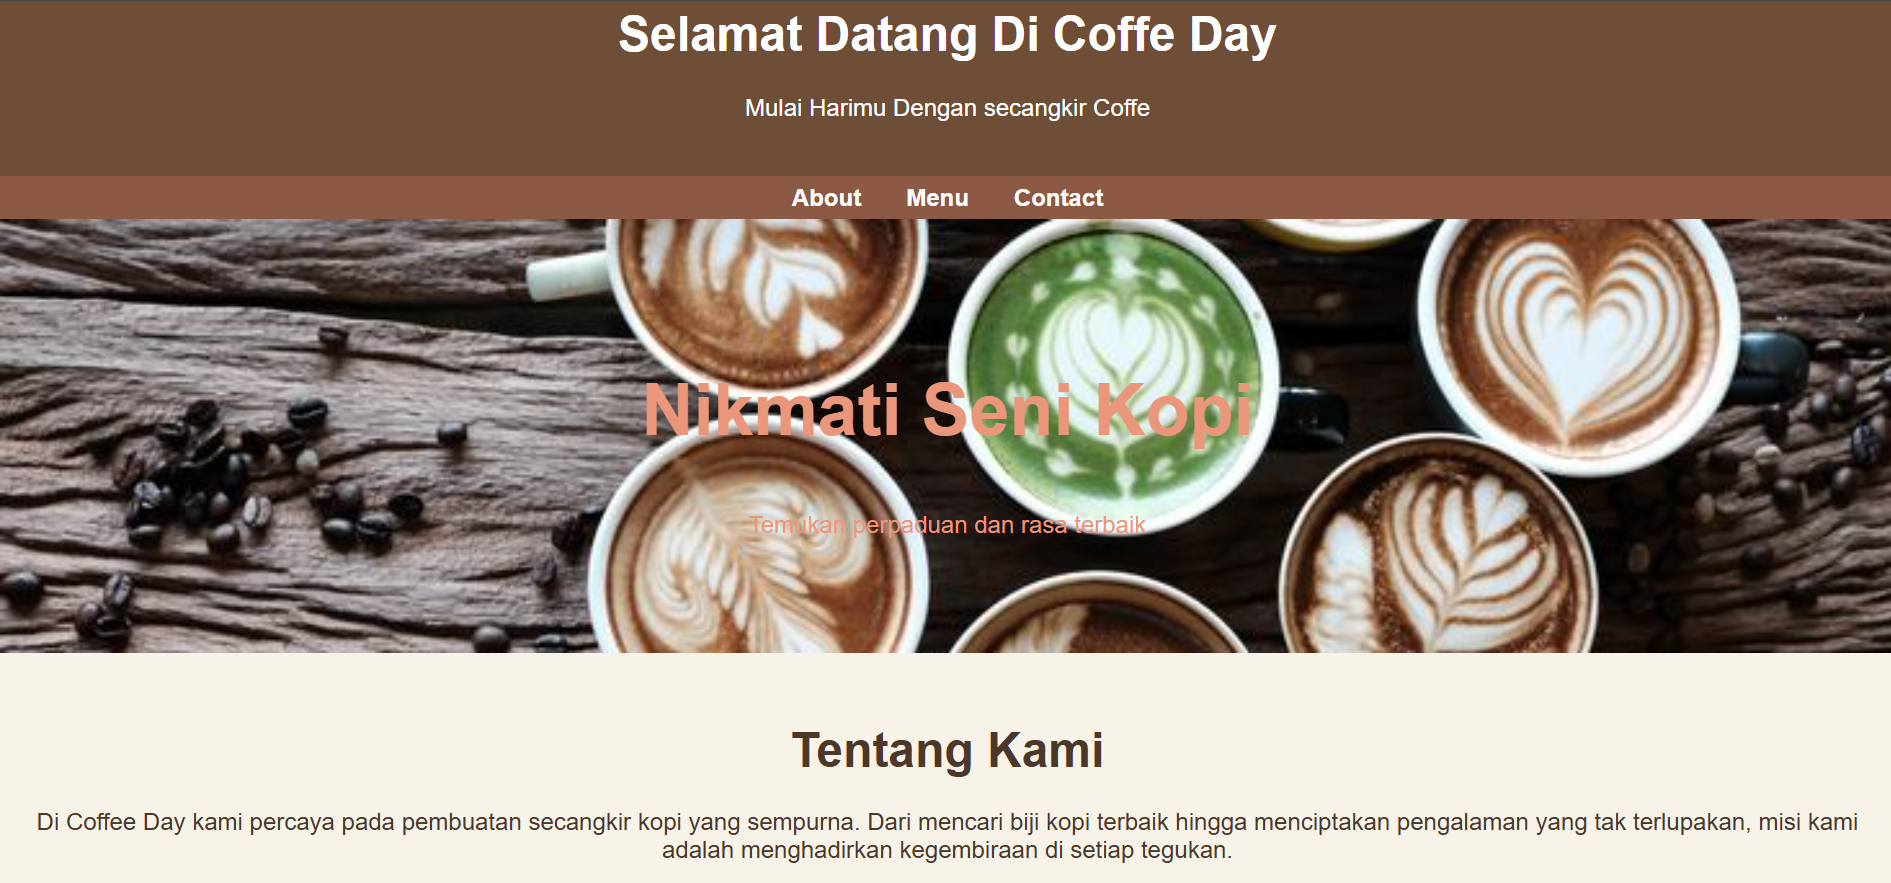 Selamat Datang Di Coffe Day
Mulai Harimu Dengan secangkir Coffe
About Menu Contact
Nikmati Seni Kopi
Temukan perpaduan dan rasa terbaik
Tentang Kami
Di Coffee Day kami percaya pada pembuatan secangkir kopi yang sempurna. Dari mencari biji kopi terbaik hingga menciptakan pengalaman yang tak terlupakan, misi kami
adalah menghadirkan kegembiraan di setiap tegukan.